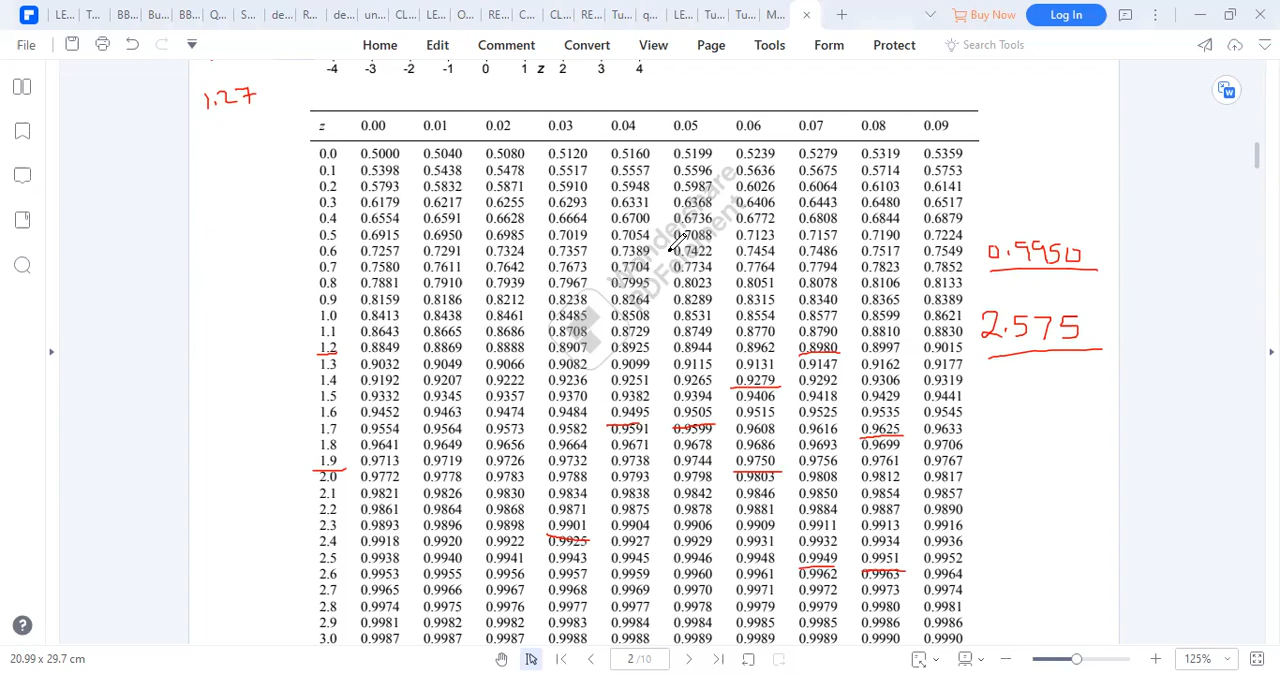 LE... T... BB... Bu... BB... Q... S... de... R... de... un... CL... LE... O... RE... C... CL... RE... Tu... q... LE... Tu... Tu... M... Buy Now Log In
File Home Edit Comment Convert View Page Tools Form Protect Search Tools
-4 -3 -2 -1 0 1 z 2 3 4
1.27
z 0.00 0.01 0.02 0.03 0.04 0.05 0.06 0.07 0.08 0.09
0.0 0.5000 0.5040 0.5080 0.5120 0.5160 0.5199 0.5239 0.5279 0.5319 0.5359
0.1 0.5398 0.5438 0.5478 0.5517 0.5557 0.5596 0.5636 0.5675 0.5714 0.5753
0.2 0.5793 0.5832 0.5871 0.5910 0.5948 0.5987 0.6026 0.6064 0.6103 0.6141
0.3 0.6179 0.6217 0.6255 0.6293 0.6331 0.6368 0.6406 0.6443 0.6480 0.6517
0.4 0.6554 0.6591 0.6628 0.6664 0.6700 0.6736 0.6772 0.6808 0.6844 0.6879
0.5 0.6915 0.6950 0.6985 0.7019 0.7054 0.7088 0.7123 0.7157 0.7190 0.7224
0.6 0.7257 0.7291 0.7324 0.7357 0.7389 0.7422 0.7454 0.7486 0.7517 0.7549
0.9950
0.7 0.7580 0.7611 0.7642 0.7673 0.7704 0.7734 0.7764 0.7794 0.7823 0.7852
0.8 0.7881 0.7910 0.7939 0.7967 0.7995 0.8023 0.8051 0.8078 0.8106 0.8133
0.9 0.8159 0.8186 0.8212 0.8238 0.8264 0.8289 0.8315 0.8340 0.8365 0.8389
1.0 0.8413 0.8438 0.8461 0.8485 0.8508 0.8531 0.8554 0.8577 0.8599 0.8621
2.575
1.1 0.8643 0.8665 0.8686 0.8708 0.8729 0.8749 0.8770 0.8790 0.8810 0.8830
1.2 0.8849 0.8869 0.8888 0.8907 0.8925 0.8944 0.8962 0.8980 0.8997 0.9015
1.3 0.9032 0.9049 0.9066 0.9082 0.9099 0.9115 0.9131 0.9147 0.9162 0.9177
1.4 0.9192 0.9207 0.9222 0.9236 0.9251 0.9265 0.9279 0.9292 0.9306 0.9319
1.5 0.9332 0.9345 0.9357 0.9370 0.9382 0.9394 0.9406 0.9418 0.9429 0.9441
1.6 0.9452 0.9463 0.9474 0.9484 0.9495 0.9505 0.9515 0.9525 0.9535 0.9545
1.7 0.9554 0.9564 0.9573 0.9582 0.9591 0.9599 0.9608 0.9616 0.9625 0.9633
1.8 0.9641 0.9649 0.9656 0.9664 0.9671 0.9678 0.9686 0.9693 0.9699 0.9706
1.9 0.9713 0.9719 0.9726 0.9732 0.9738 0.9744 0.9750 0.9756 0.9761 0.9767
2.0 0.9772 0.9778 0.9783 0.9788 0.9793 0.9798 0.9803 0.9808 0.9812 0.9817
2.1 0.9821 0.9826 0.9830 0.9834 0.9838 0.9842 0.9846 0.9850 0.9854 0.9857
2.2 0.9861 0.9864 0.9868 0.9871 0.9875 0.9878 0.9881 0.9884 0.9887 0.9890
2.3 0.9893 0.9896 0.9898 0.9901 0.9904 0.9906 0.9909 0.9911 0.9913 0.9916
2.4 0.9918 0.9920 0.9922 0.9925 0.9927 0.9929 0.9931 0.9932 0.9934 0.9936
2.5 0.9938 0.9940 0.9941 0.9943 0.9945 0.9946 0.9948 0.9949 0.9951 0.9952
2.6 0.9953 0.9955 0.9956 0.9957 0.9959 0.9960 0.9961 0.9962 0.9963 0.9964
2.7 0.9965 0.9966 0.9967 0.9968 0.9969 0.9970 0.9971 0.9972 0.9973 0.9974
2.8 0.9974 0.9975 0.9976 0.9977 0.9977 0.9978 0.9979 0.9979 0.9980 0.9981
2.9 0.9981 0.9982 0.9982 0.9983 0.9984 0.9984 0.9985 0.9985 0.9986 0.9986
3.0 0.9987 0.9987 0.9987 0.9988 0.9988 0.9989 0.9989 0.9989 0.9990 0.9990
Wondershare
PDFelement
20.99 x 29.7 cm 2 /10 125%